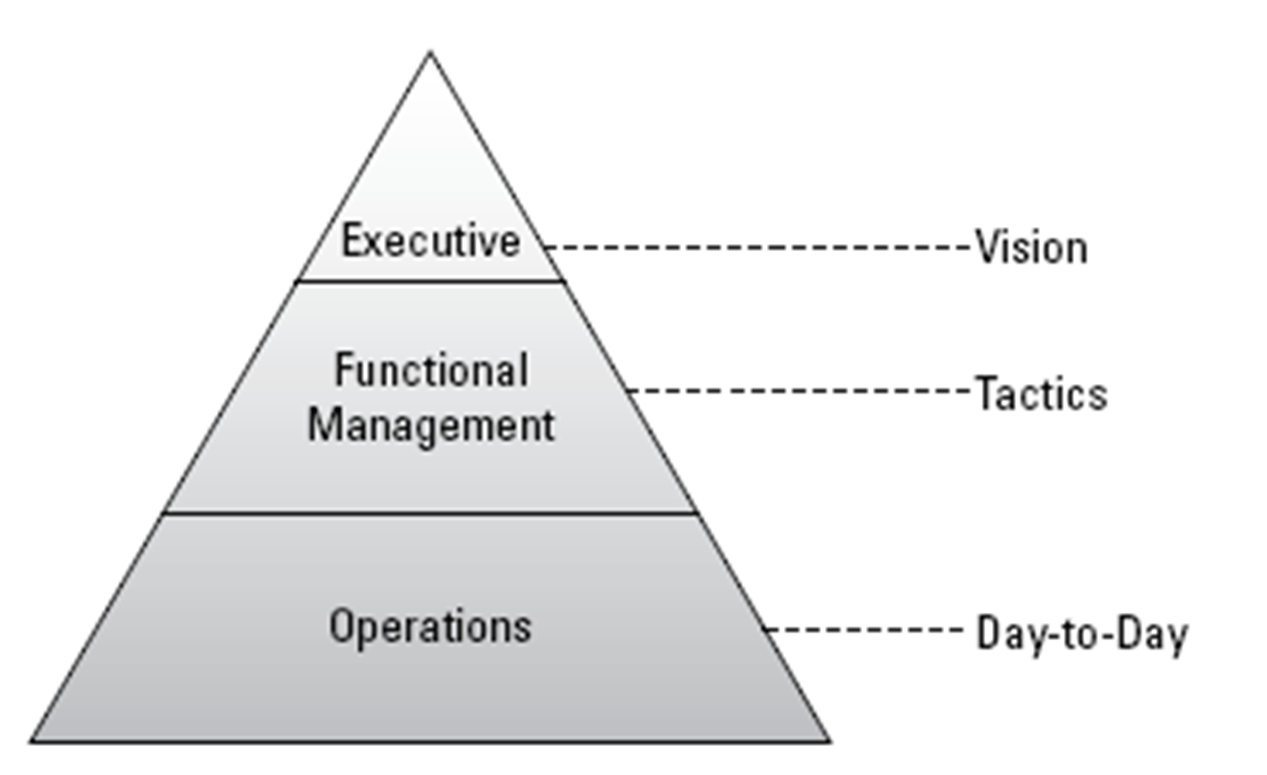 Executive
Vision
Functional
Management
Tactics
Operations
Day-to-Day